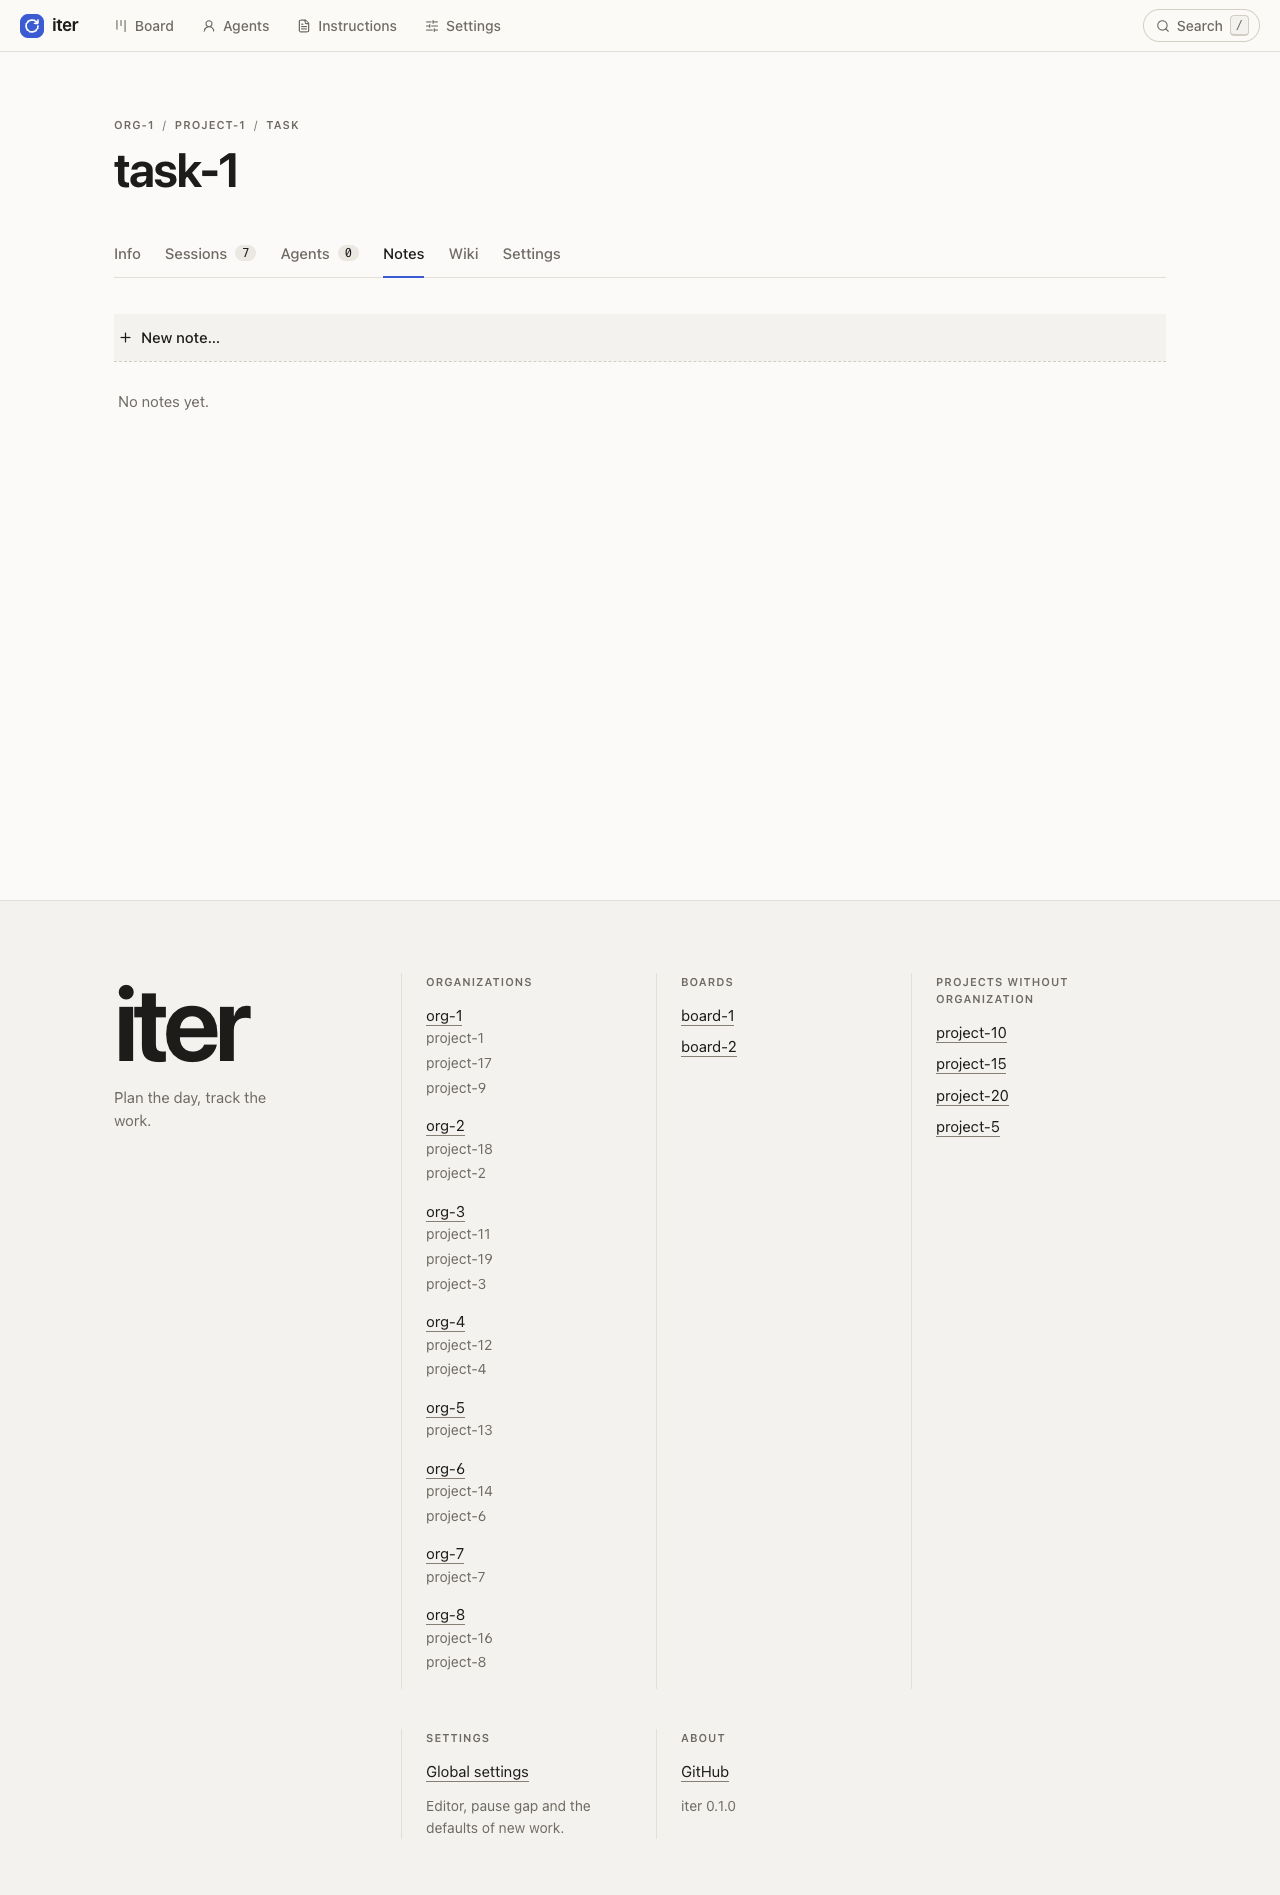 iter
Board
Agents
Instructions
Settings
Search /
ORG-1 / PROJECT-1 / TASK
task-1
Info
Sessions 7
Agents 0
Notes
Wiki
Settings
+ New note...
No notes yet.
iter
Plan the day, track the
work.
ORGANIZATIONS
org-1
project-1
project-17
project-9
org-2
project-18
project-2
org-3
project-11
project-19
project-3
org-4
project-12
project-4
org-5
project-13
org-6
project-14
project-6
org-7
project-7
org-8
project-16
project-8
BOARDS
board-1
board-2
PROJECTS WITHOUT
ORGANIZATION
project-10
project-15
project-20
project-5
SETTINGS
Global settings
Editor, pause gap and the
defaults of new work.
ABOUT
GitHub
iter 0.1.0